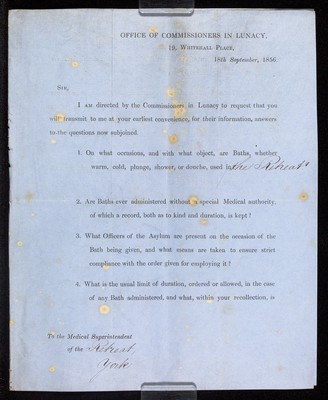 OFFICE OF COMMISSIONERS IN LUNACY.
19, WHITEHALL PLACE,
18th September, 1856.
SIR,
I AM directed by the Commissioners in Lunacy to request that you
will transmit to me at your earliest convenience, for their information, answers
to the questions now subjoined.
1. On what occasions, and with what object, are Baths, whether
warm, cold, plunge, shower, or douche, used in the Retreat
2. Are Baths ever administered without a special Medical authority,
of which a record, both as to kind and duration, is kept?
3. What Officers of the Asylum are present on the occasion of the
Bath being given, and what means are taken to ensure strict
compliance with the order given for employing it?
4. What is the usual limit of duration, ordered or allowed, in the case
of any Bath administered, and what, within your recollection, is
To the Medical Superintendent
of the Retreat,
York